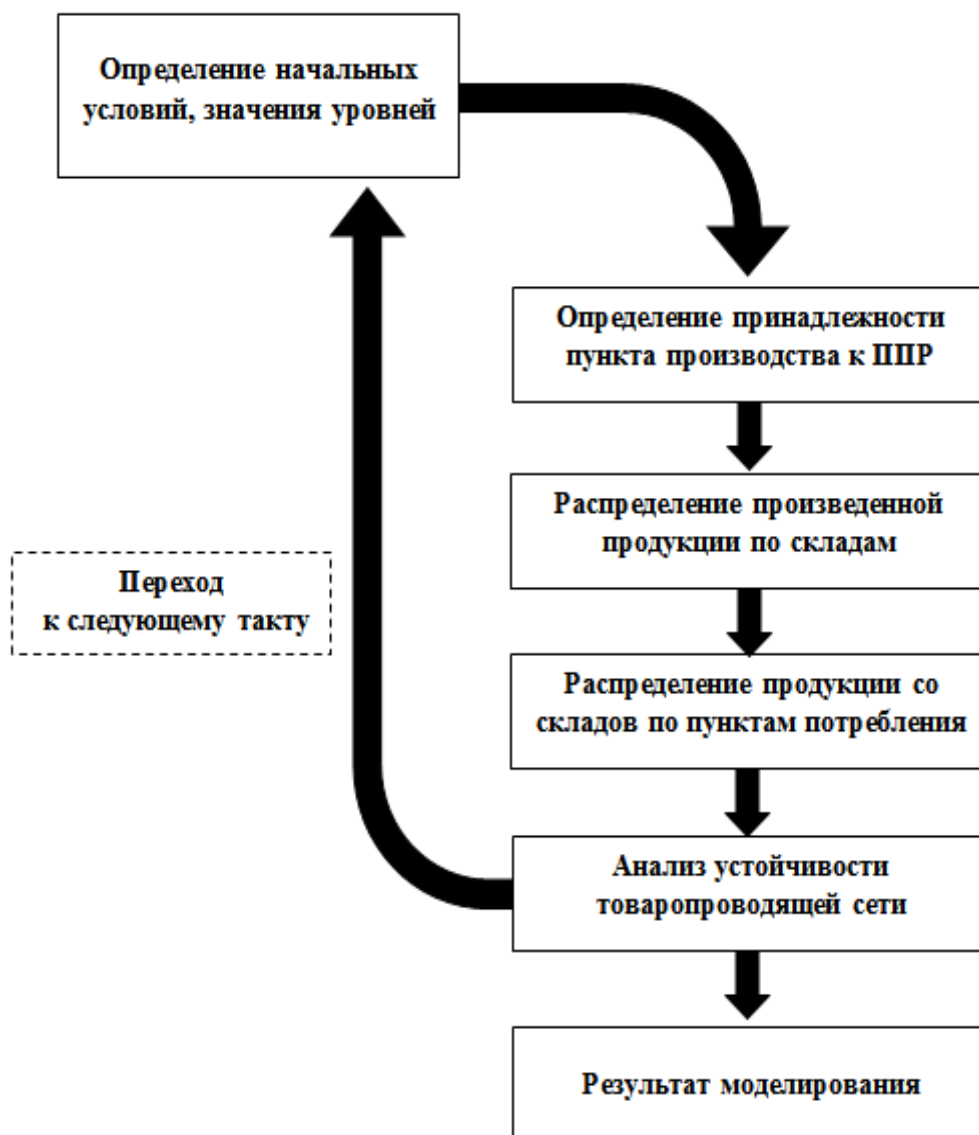 Определение начальных
условий, значения уровней
Определение принадлежности
пункта производства к ППР
Распределение произведенной
продукции по складам
Переход
к следующему такту
Распределение продукции со
складов по пунктам потребления
Анализ устойчивости
товаропроводящей сети
Результат моделирования